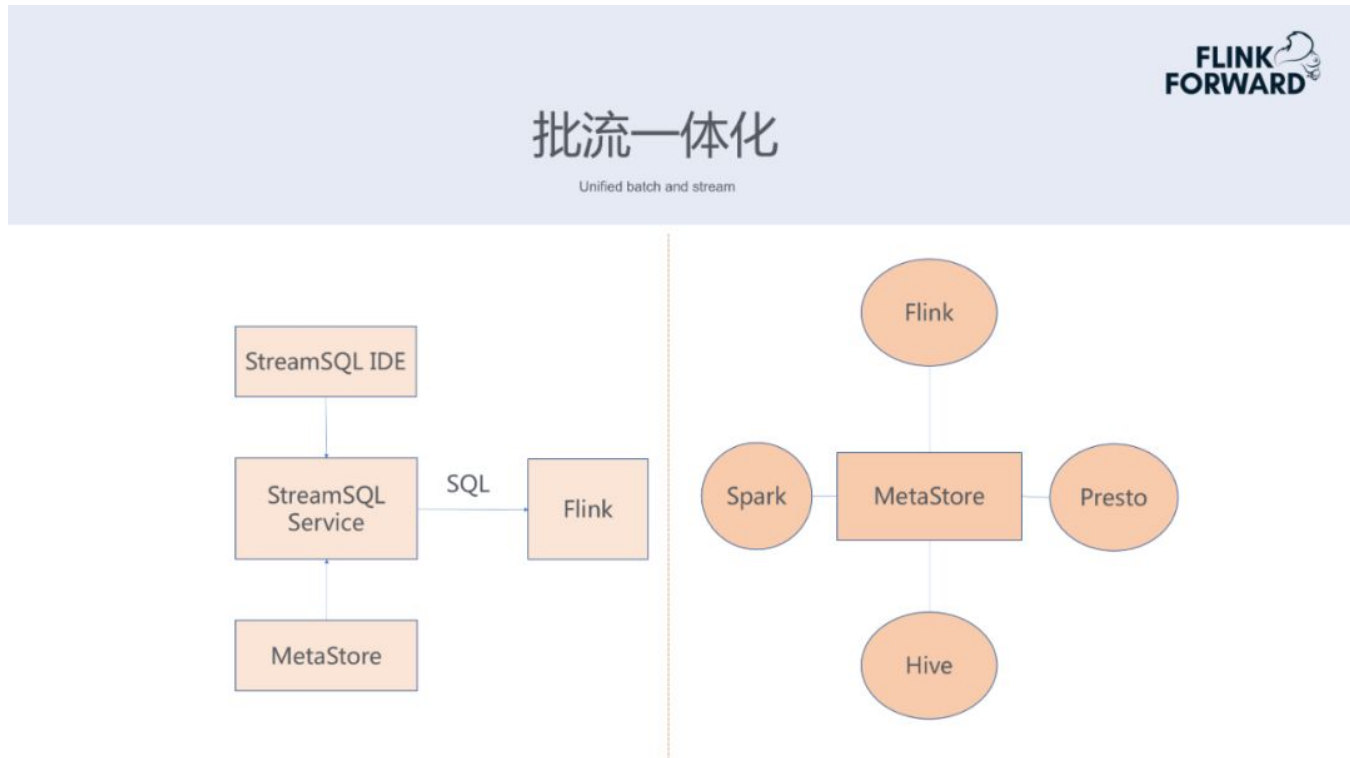 FLINK
FORWARD
批流一体化
Unified batch and stream
StreamSQL IDE
StreamSQL
Service
SQL
Flink
MetaStore
Flink
Spark
MetaStore
Presto
Hive